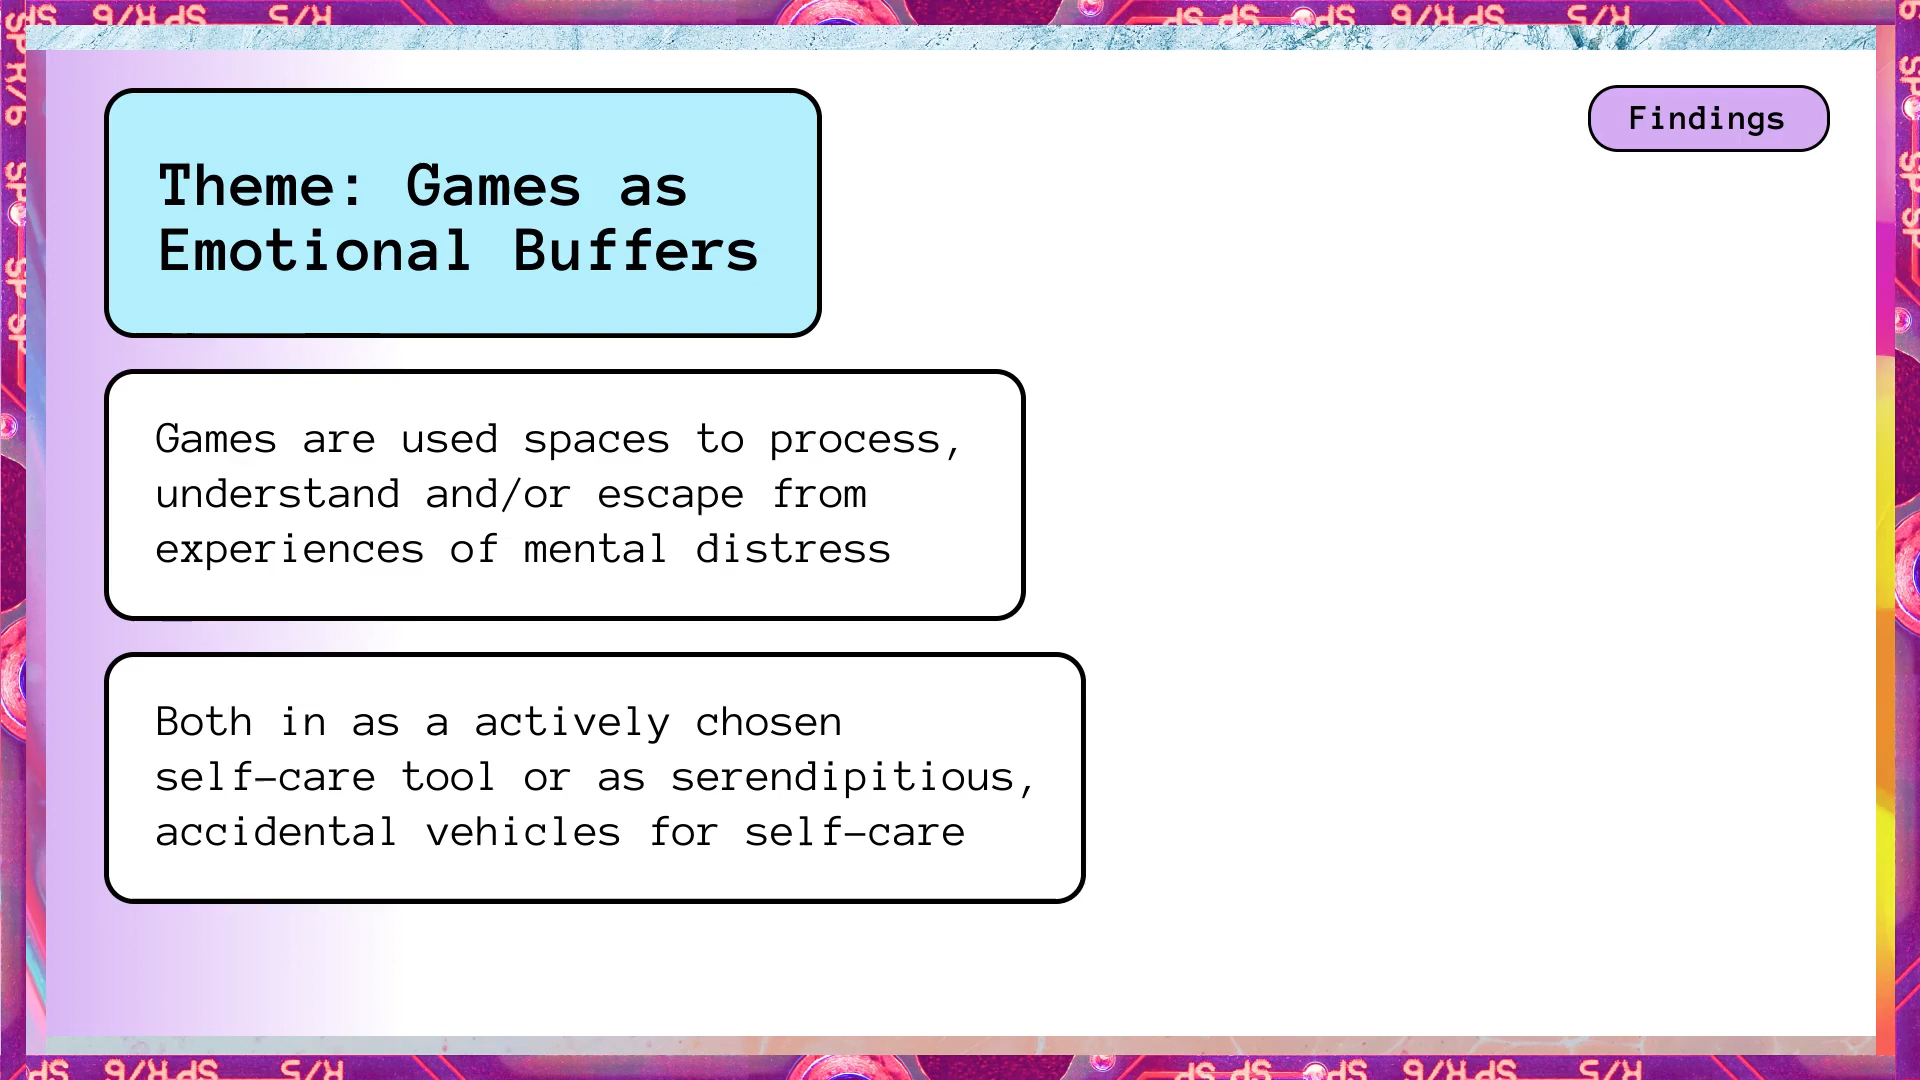 Findings
Theme: Games as
Emotional Buffers
Games are used spaces to process,
understand and/or escape from
experiences of mental distress
Both in as a actively chosen
self-care tool or as serendipitious,
accidental vehicles for self-care